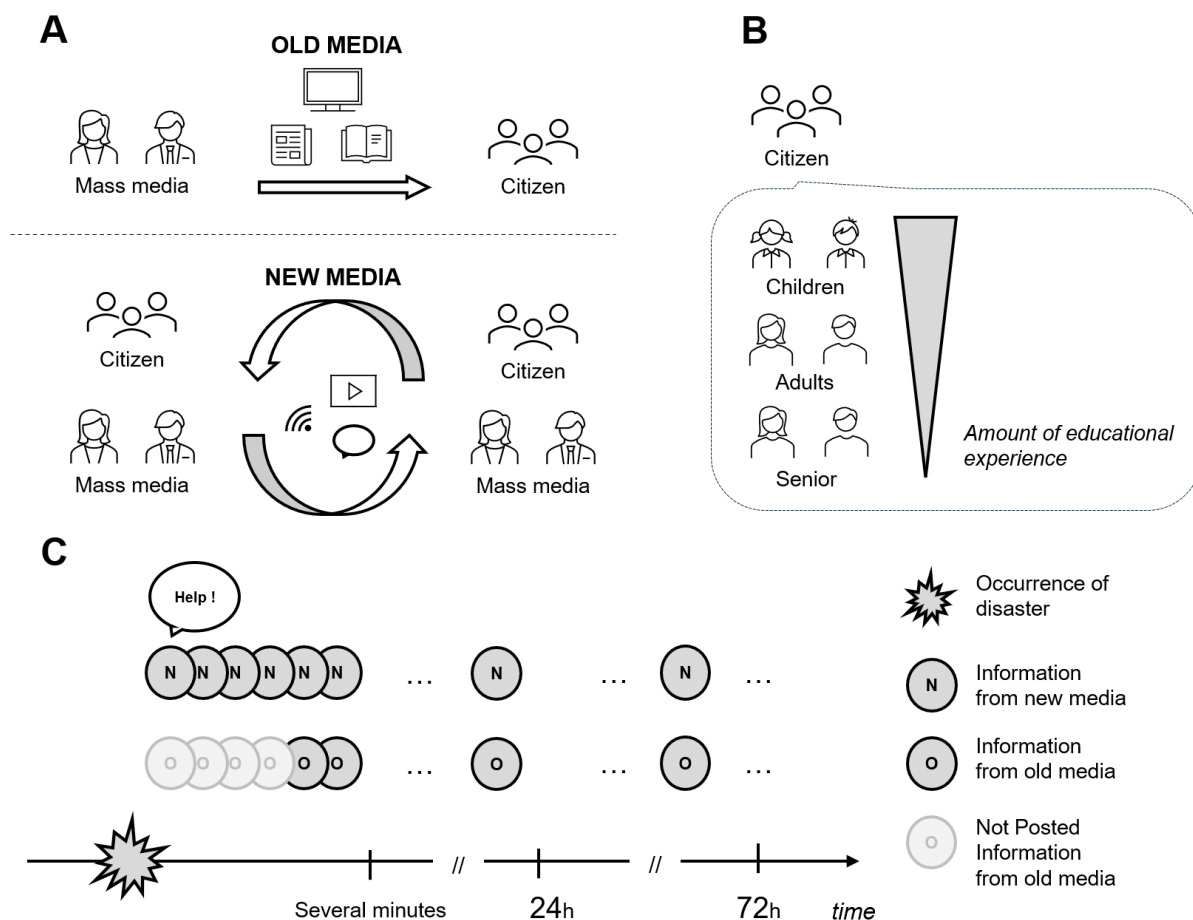 A
OLD MEDIA
Mass media
Citizen
NEW MEDIA
Citizen
Citizen
Mass media
Mass media
B
Citizen
Children
Adults
Senior
Amount of educational
experience
C
Help !
N N N N N N ... N ... N ...
O O O O O O ... O ... O ...
// //
Several minutes 24h 72h time
Occurrence of
disaster
N
Information
from new media
O
Information
from old media
O
Not Posted
Information
from old media